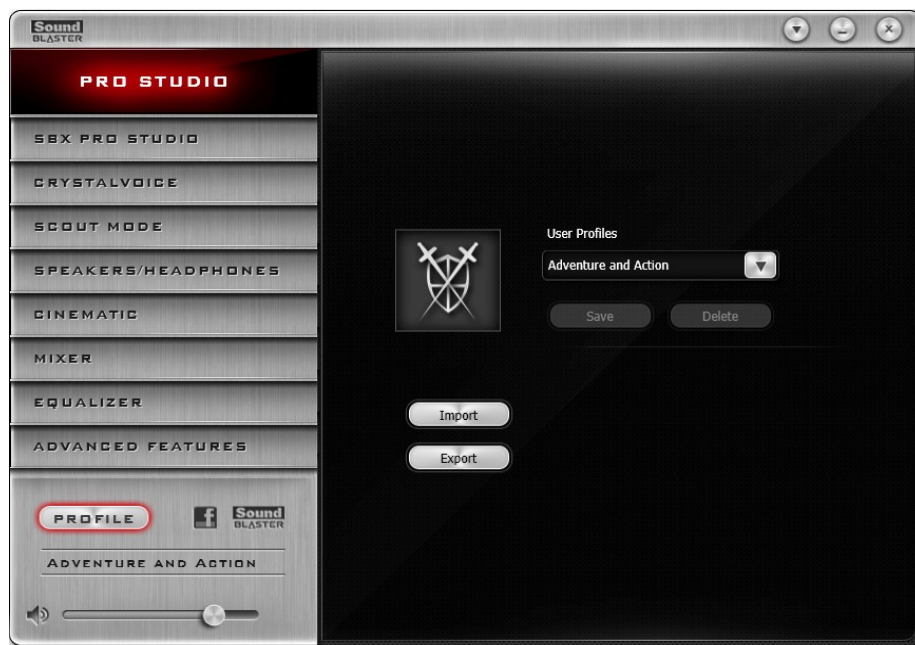 Sound
BLASTER
PRO STUDIO
SBX PRO STUDIO
CRYSTALVOICE
SCOUT MODE
SPEAKERS/HEADPHONES
CINEMATIC
MIXER
EQUALIZER
ADVANCED FEATURES
PROFILE
f
Sound
BLASTER
ADVENTURE AND ACTION
User Profiles
Adventure and Action
Save
Delete
Import
Export